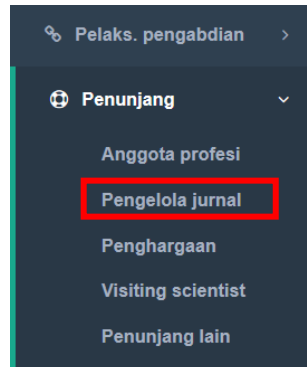 Pelaks. pengabdian
Penunjang
Anggota profesi
Pengelola jurnal
Penghargaan
Visiting scientist
Penunjang lain